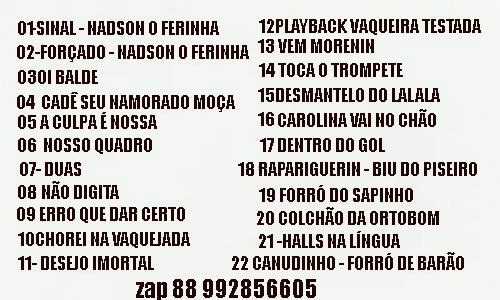 01-SINAL - NADSON O FERINHA
02-FORÇADO - NADSON O FERINHA
03OI BALDE
04 CADÊ SEU NAMORADO MOÇA
05 A CULPA É NOSSA
06 NOSSO QUADRO
07- DUAS
08 NÃO DIGITA
09 ERRO QUE DAR CERTO
10CHOREI NA VAQUEJADA
11- DESEJO IMORTAL
12PLAYBACK VAQUEIRA TESTADA
13 VEM MORENIN
14 TOCA O TROMPETE
15DESMANTELO DO LALALA
16 CAROLINA VAI NO CHÃO
17 DENTRO DO GOL
18 RAPARIGUERIN - BIU DO PISEIRO
19 FORRÓ DO SAPINHO
20 COLCHÃO DA ORTOBOM
21 -HALLS NA LÍNGUA
22 CANUDINHO - FORRÓ DE BARÃO
zap 88 992856605